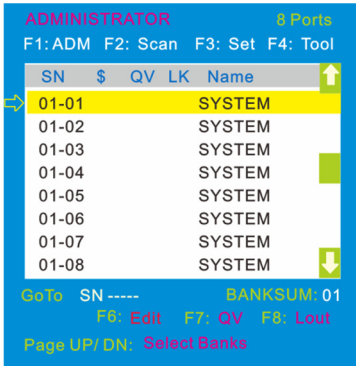 ADMINISTRATOR 8 Ports
F1: ADM F2: Scan F3: Set F4: Tool
SN $ QV LK Name
01-01 SYSTEM
01-02 SYSTEM
01-03 SYSTEM
01-04 SYSTEM
01-05 SYSTEM
01-06 SYSTEM
01-07 SYSTEM
01-08 SYSTEM
GoTo SN ----- BANKSUM: 01
F6: Edit F7: QV F8: Lout
Page UP/ DN: Select Banks